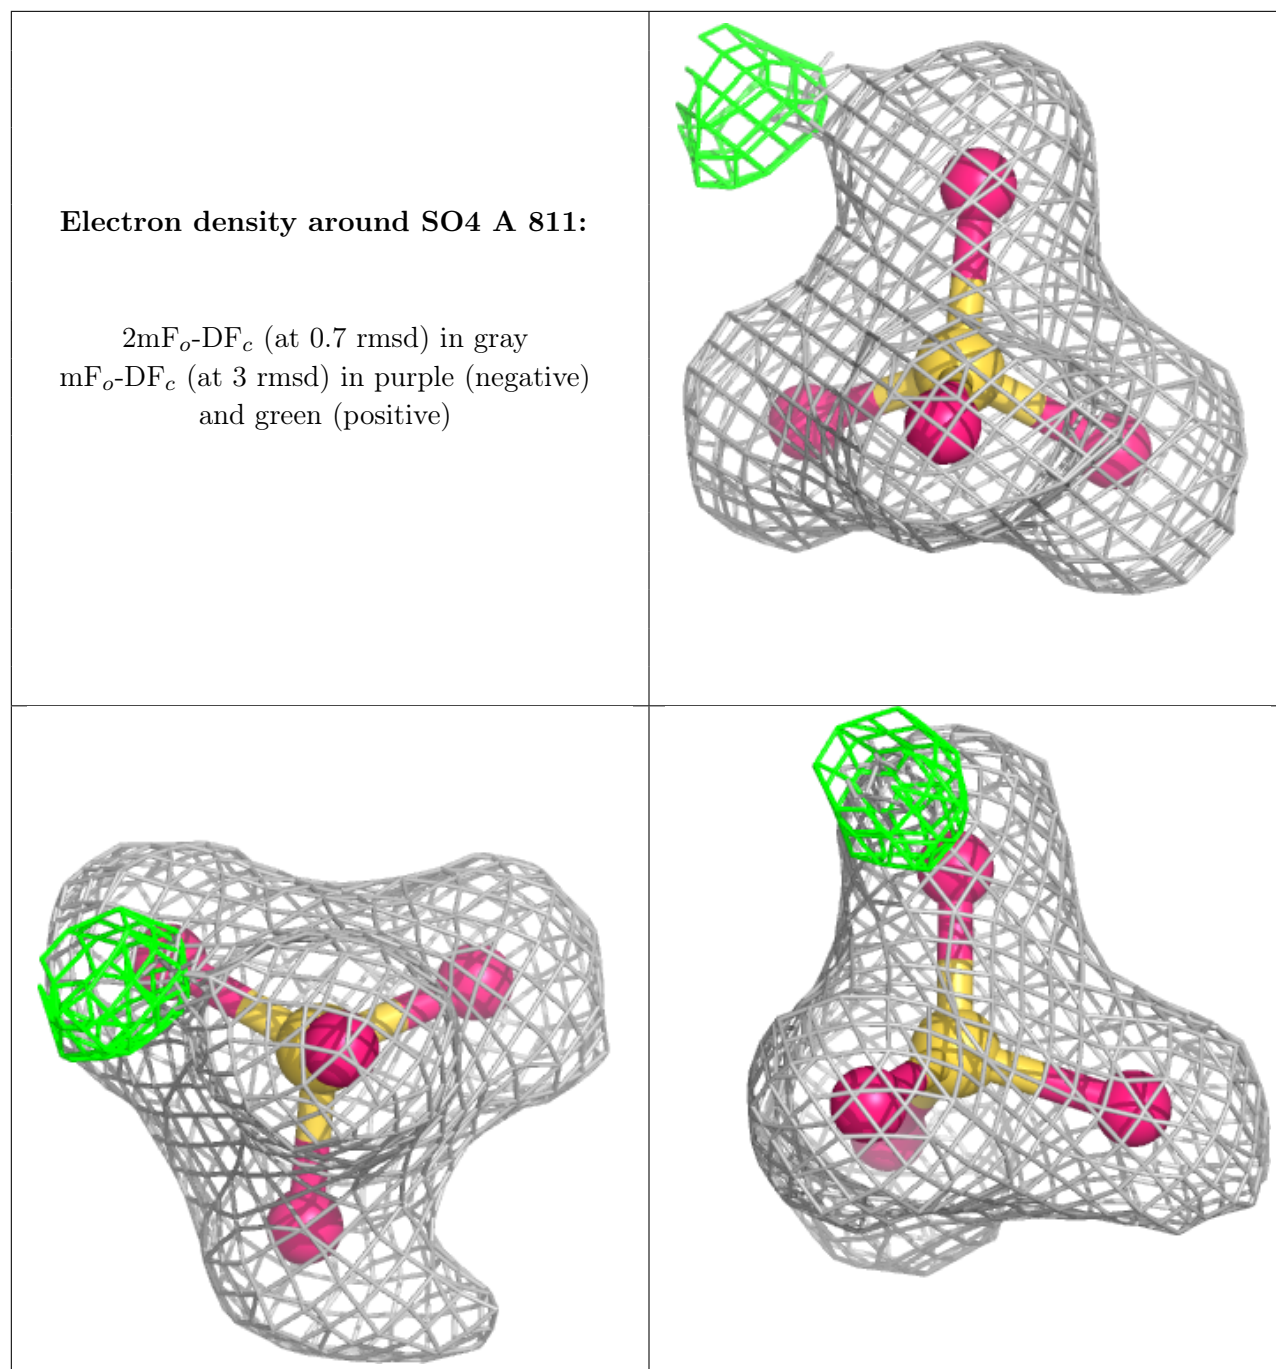 Electron density around SO4 A 811:
2mFo-DFc (at 0.7 rmsd) in gray
mFo-DFc (at 3 rmsd) in purple (negative)
and green (positive)